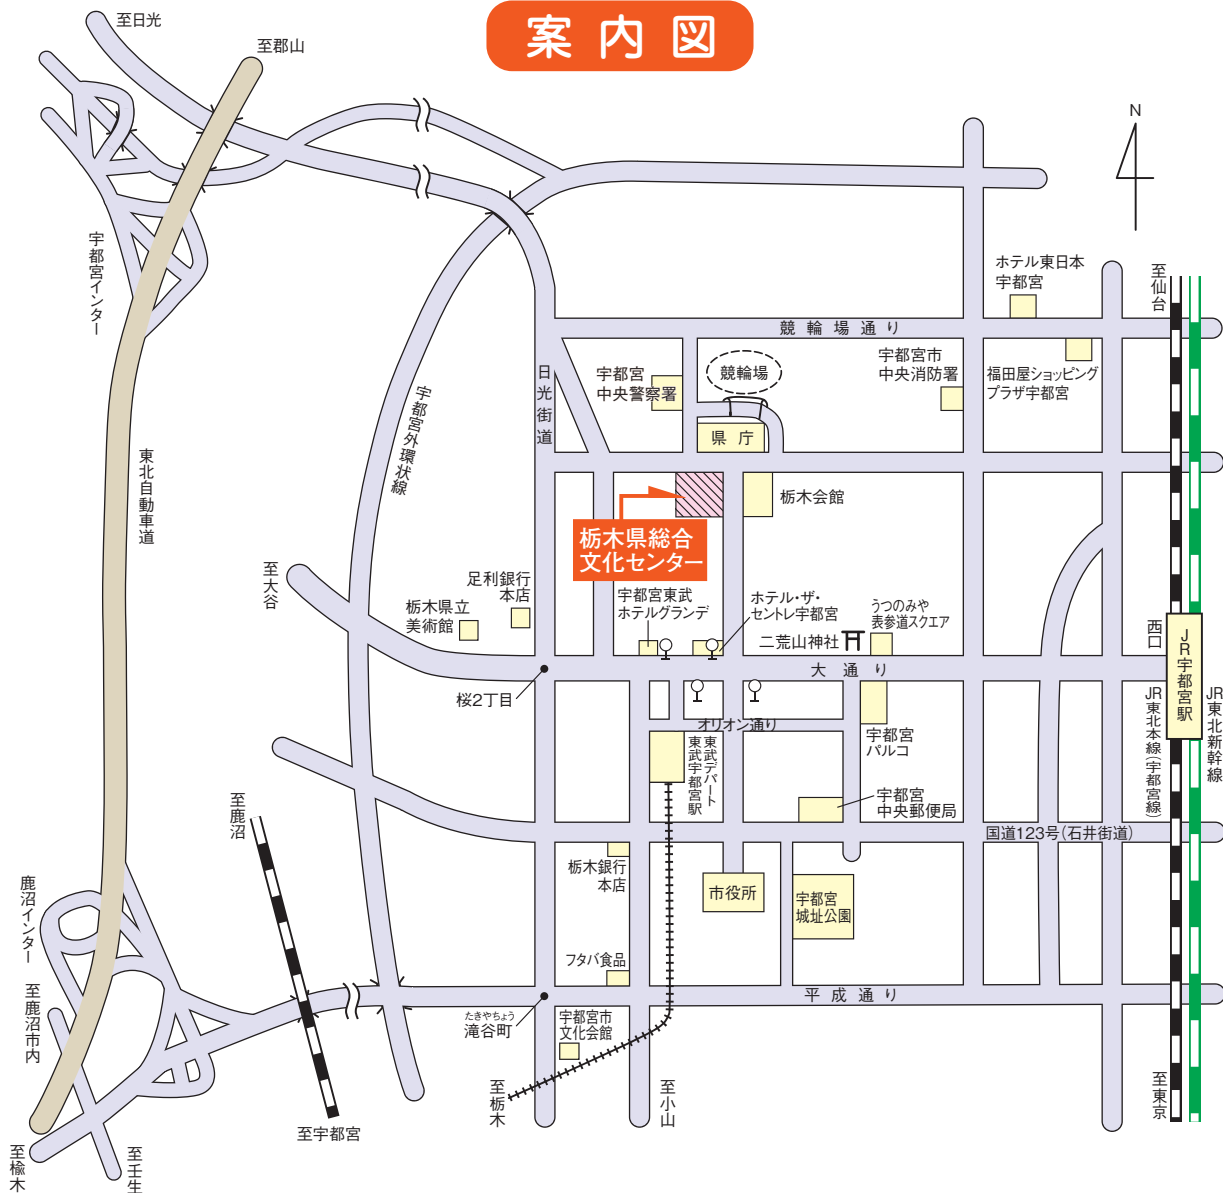 案内図
至日光
至郡山
N
宇都宮インター
ホテル東日本
宇都宮
至仙台
競輪場通り
日光街道
宇都宮
中央警察署
競輪場
宇都宮市
中央消防署
福田屋ショッピング
プラザ宇都宮
県庁
宇都宮外環状線
東北自動車道
栃木会館
栃木県総合
文化センター
至大谷
足利銀行
本店
栃木県立
美術館
宇都宮東武
ホテルグランデ
ホテル・ザ・
セントレ宇都宮
うつのみや
表参道スクエア
二荒山神社
西口
JR宇都宮駅
大通り
桜2丁目
オリオン通り
宇都宮
パルコ
JR東北本線(宇都宮線)
JR東北新幹線
東武デパート
東武宇都宮駅
至鹿沼
宇都宮
中央郵便局
国道123号(石井街道)
栃木銀行
本店
市役所
宇都宮
城址公園
鹿沼インター
フタバ食品
至鹿沼市内
平成通り
たきやちょう
滝谷町
宇都宮市
文化会館
至栃木
至小山
至東京
至宇都宮
至楡木
至壬生